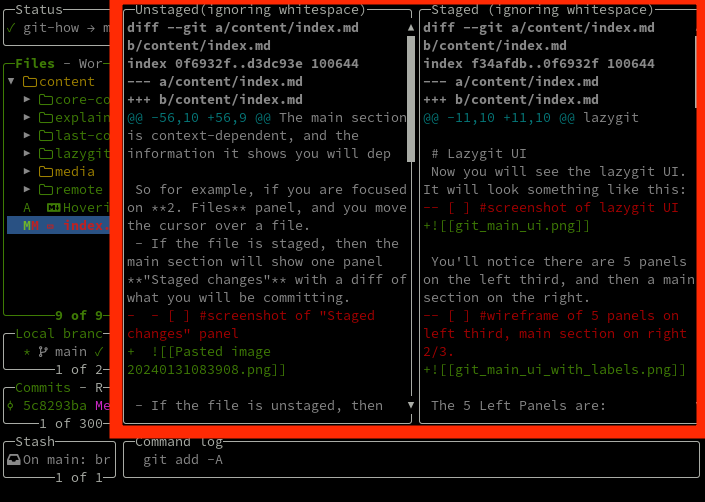 Status
✓ git-how → m
Files - Wor
▼ content
▶ core-co
▶ explain
▶ last-co
▶ lazygit
▶ media
▶ remote
A Hoveri
MM index.
9 of 9
Local branc
* main ✓
1 of 2
Commits - R
5c8293ba Me
1 of 300
Stash
On main: br
1 of 1
Unstaged(ignoring whitespace)
diff --git a/content/index.md
b/content/index.md
index 0f6932f..d3dc93e 100644
--- a/content/index.md
+++ b/content/index.md
@@ -56,10 +56,9 @@ The main section
is context-dependent, and the
information it shows you will dep
So for example, if you are focused
on **2. Files** panel, and you move
the cursor over a file.
- If the file is staged, then the
main section will show one panel
**"Staged changes"** with a diff of
what you will be committing.
-  - [ ] #screenshot of "Staged
changes" panel
+  ![[Pasted image
20240131083908.png]]
- If the file is unstaged, then
Staged (ignoring whitespace)
diff --git a/content/index.md
b/content/index.md
index f34afdb..0f6932f 100644
--- a/content/index.md
+++ b/content/index.md
@@ -11,10 +11,10 @@ lazygit
# Lazygit UI
Now you will see the lazygit UI.
It will look something like this:
-- [ ] #screenshot of lazygit UI
+![[git_main_ui.png]]
You'll notice there are 5 panels
on the left third, and then a main
section on the right.
-- [ ] #wireframe of 5 panels on
left third, main section on right
2/3.
+![[git_main_ui_with_labels.png]]
The 5 Left Panels are:
Command log
git add -A